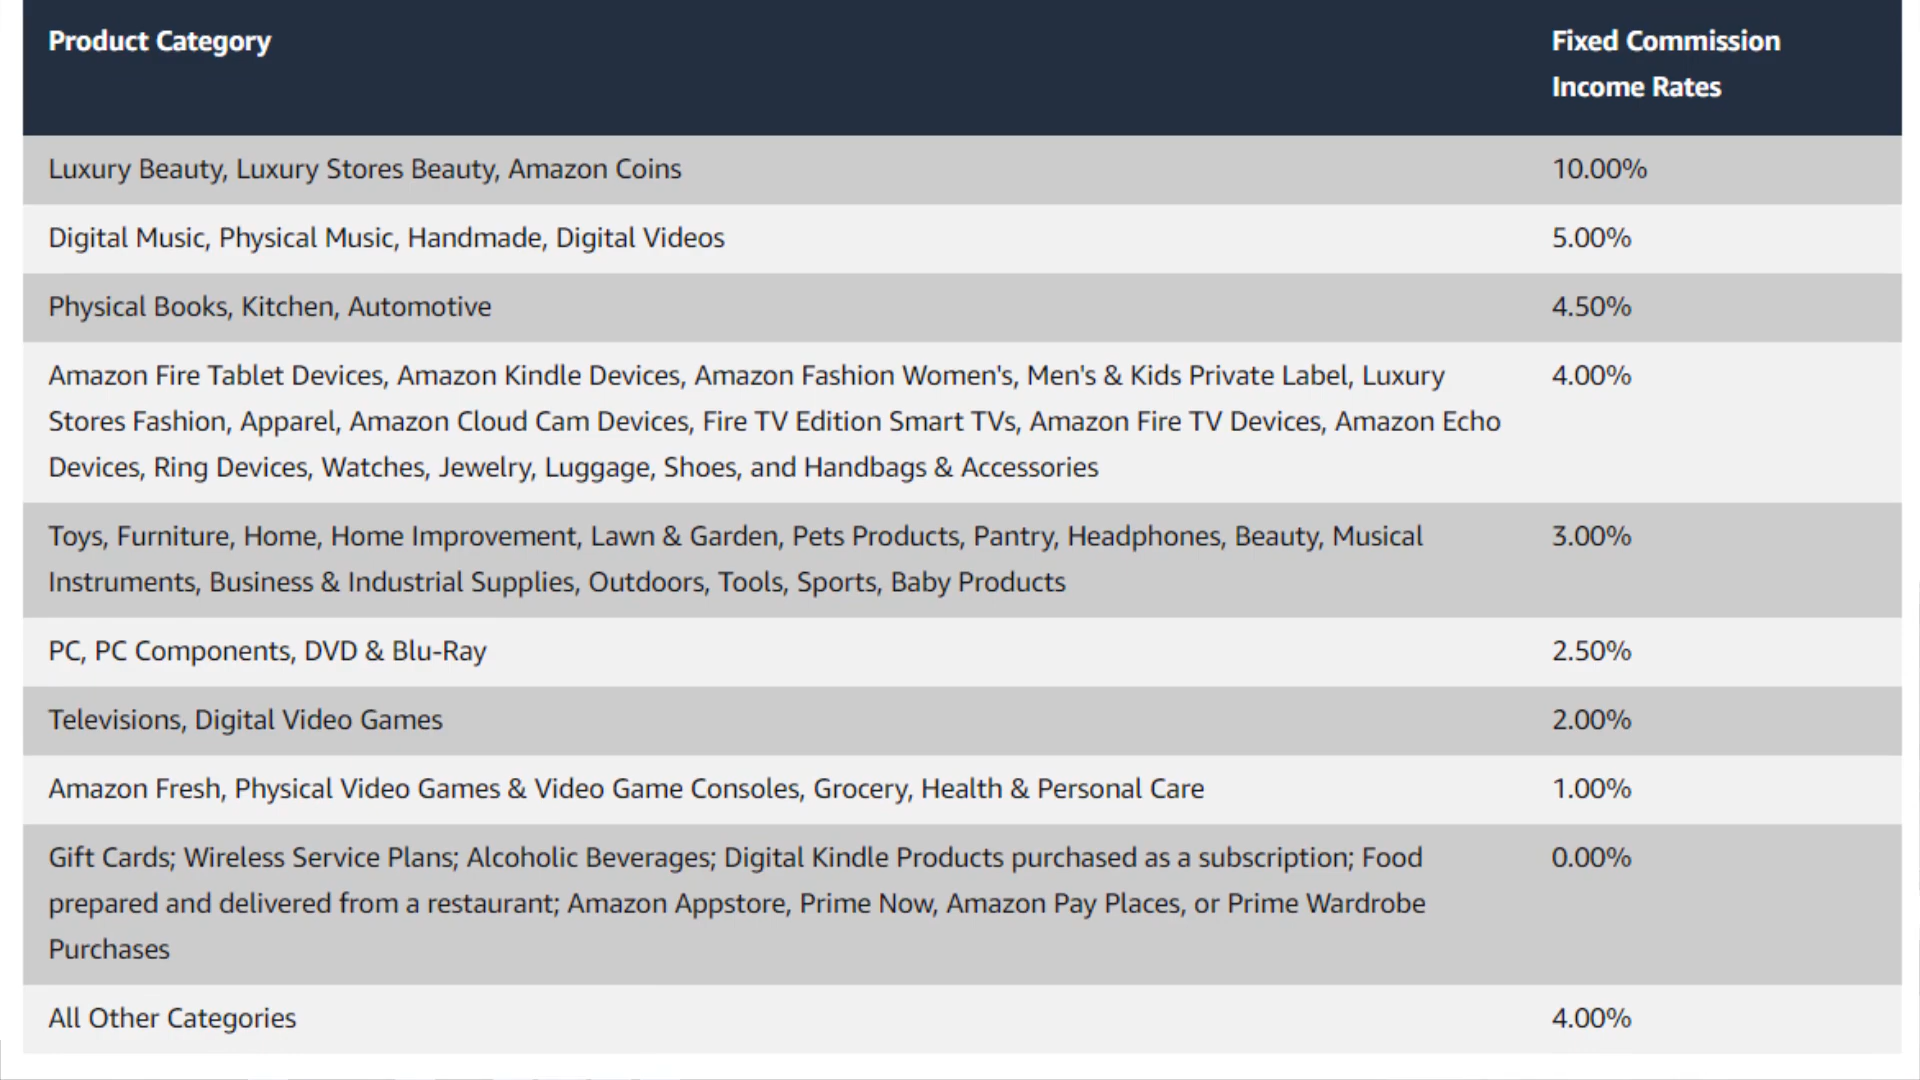 Product Category
Fixed Commission
Income Rates
Luxury Beauty, Luxury Stores Beauty, Amazon Coins
10.00%
Digital Music, Physical Music, Handmade, Digital Videos
5.00%
Physical Books, Kitchen, Automotive
4.50%
Amazon Fire Tablet Devices, Amazon Kindle Devices, Amazon Fashion Women's, Men's & Kids Private Label, Luxury
Stores Fashion, Apparel, Amazon Cloud Cam Devices, Fire TV Edition Smart TVs, Amazon Fire TV Devices, Amazon Echo
Devices, Ring Devices, Watches, Jewelry, Luggage, Shoes, and Handbags & Accessories
4.00%
Toys, Furniture, Home, Home Improvement, Lawn & Garden, Pets Products, Pantry, Headphones, Beauty, Musical
Instruments, Business & Industrial Supplies, Outdoors, Tools, Sports, Baby Products
3.00%
PC, PC Components, DVD & Blu-Ray
2.50%
Televisions, Digital Video Games
2.00%
Amazon Fresh, Physical Video Games & Video Game Consoles, Grocery, Health & Personal Care
1.00%
Gift Cards; Wireless Service Plans; Alcoholic Beverages; Digital Kindle Products purchased as a subscription; Food
prepared and delivered from a restaurant; Amazon Appstore, Prime Now, Amazon Pay Places, or Prime Wardrobe
Purchases
0.00%
All Other Categories
4.00%